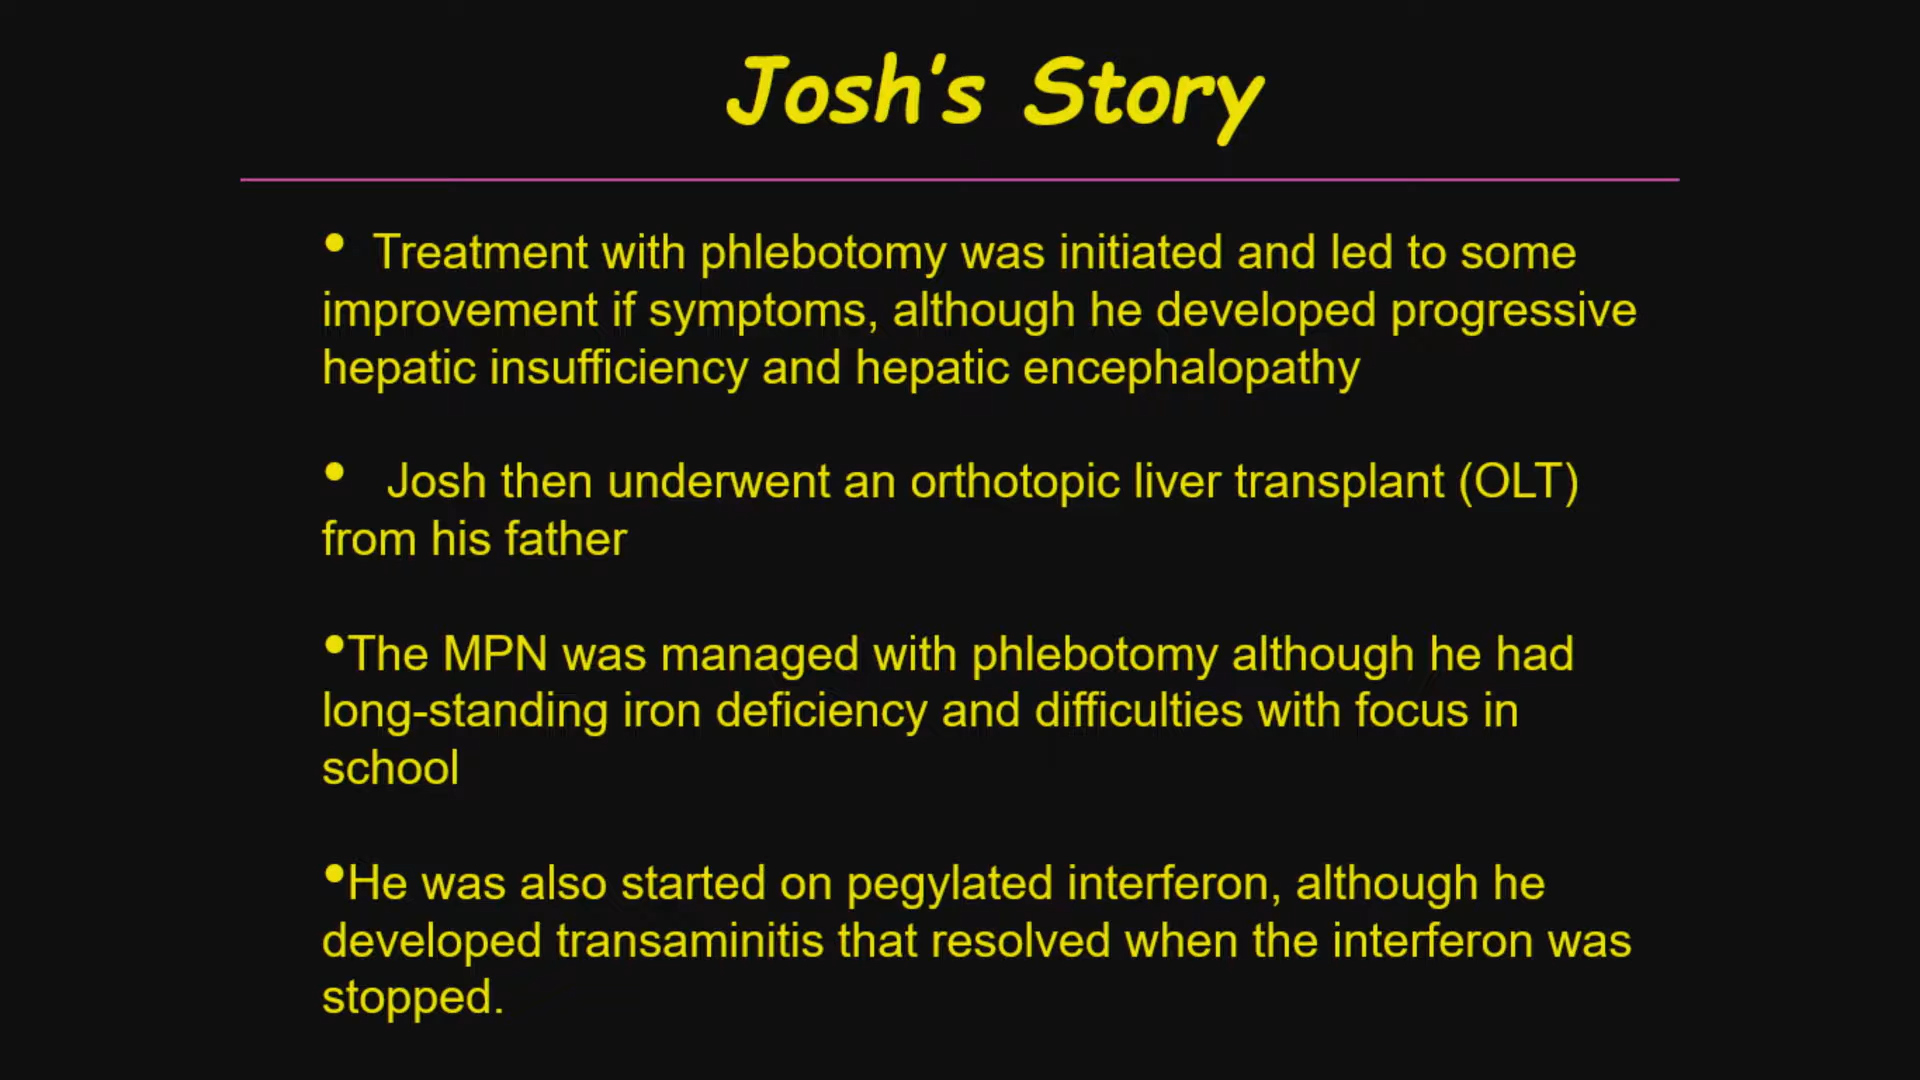 Josh's Story
• Treatment with phlebotomy was initiated and led to some
improvement if symptoms, although he developed progressive
hepatic insufficiency and hepatic encephalopathy
• Josh then underwent an orthotopic liver transplant (OLT)
from his father
•The MPN was managed with phlebotomy although he had
long-standing iron deficiency and difficulties with focus in
school
•He was also started on pegylated interferon, although he
developed transaminitis that resolved when the interferon was
stopped.